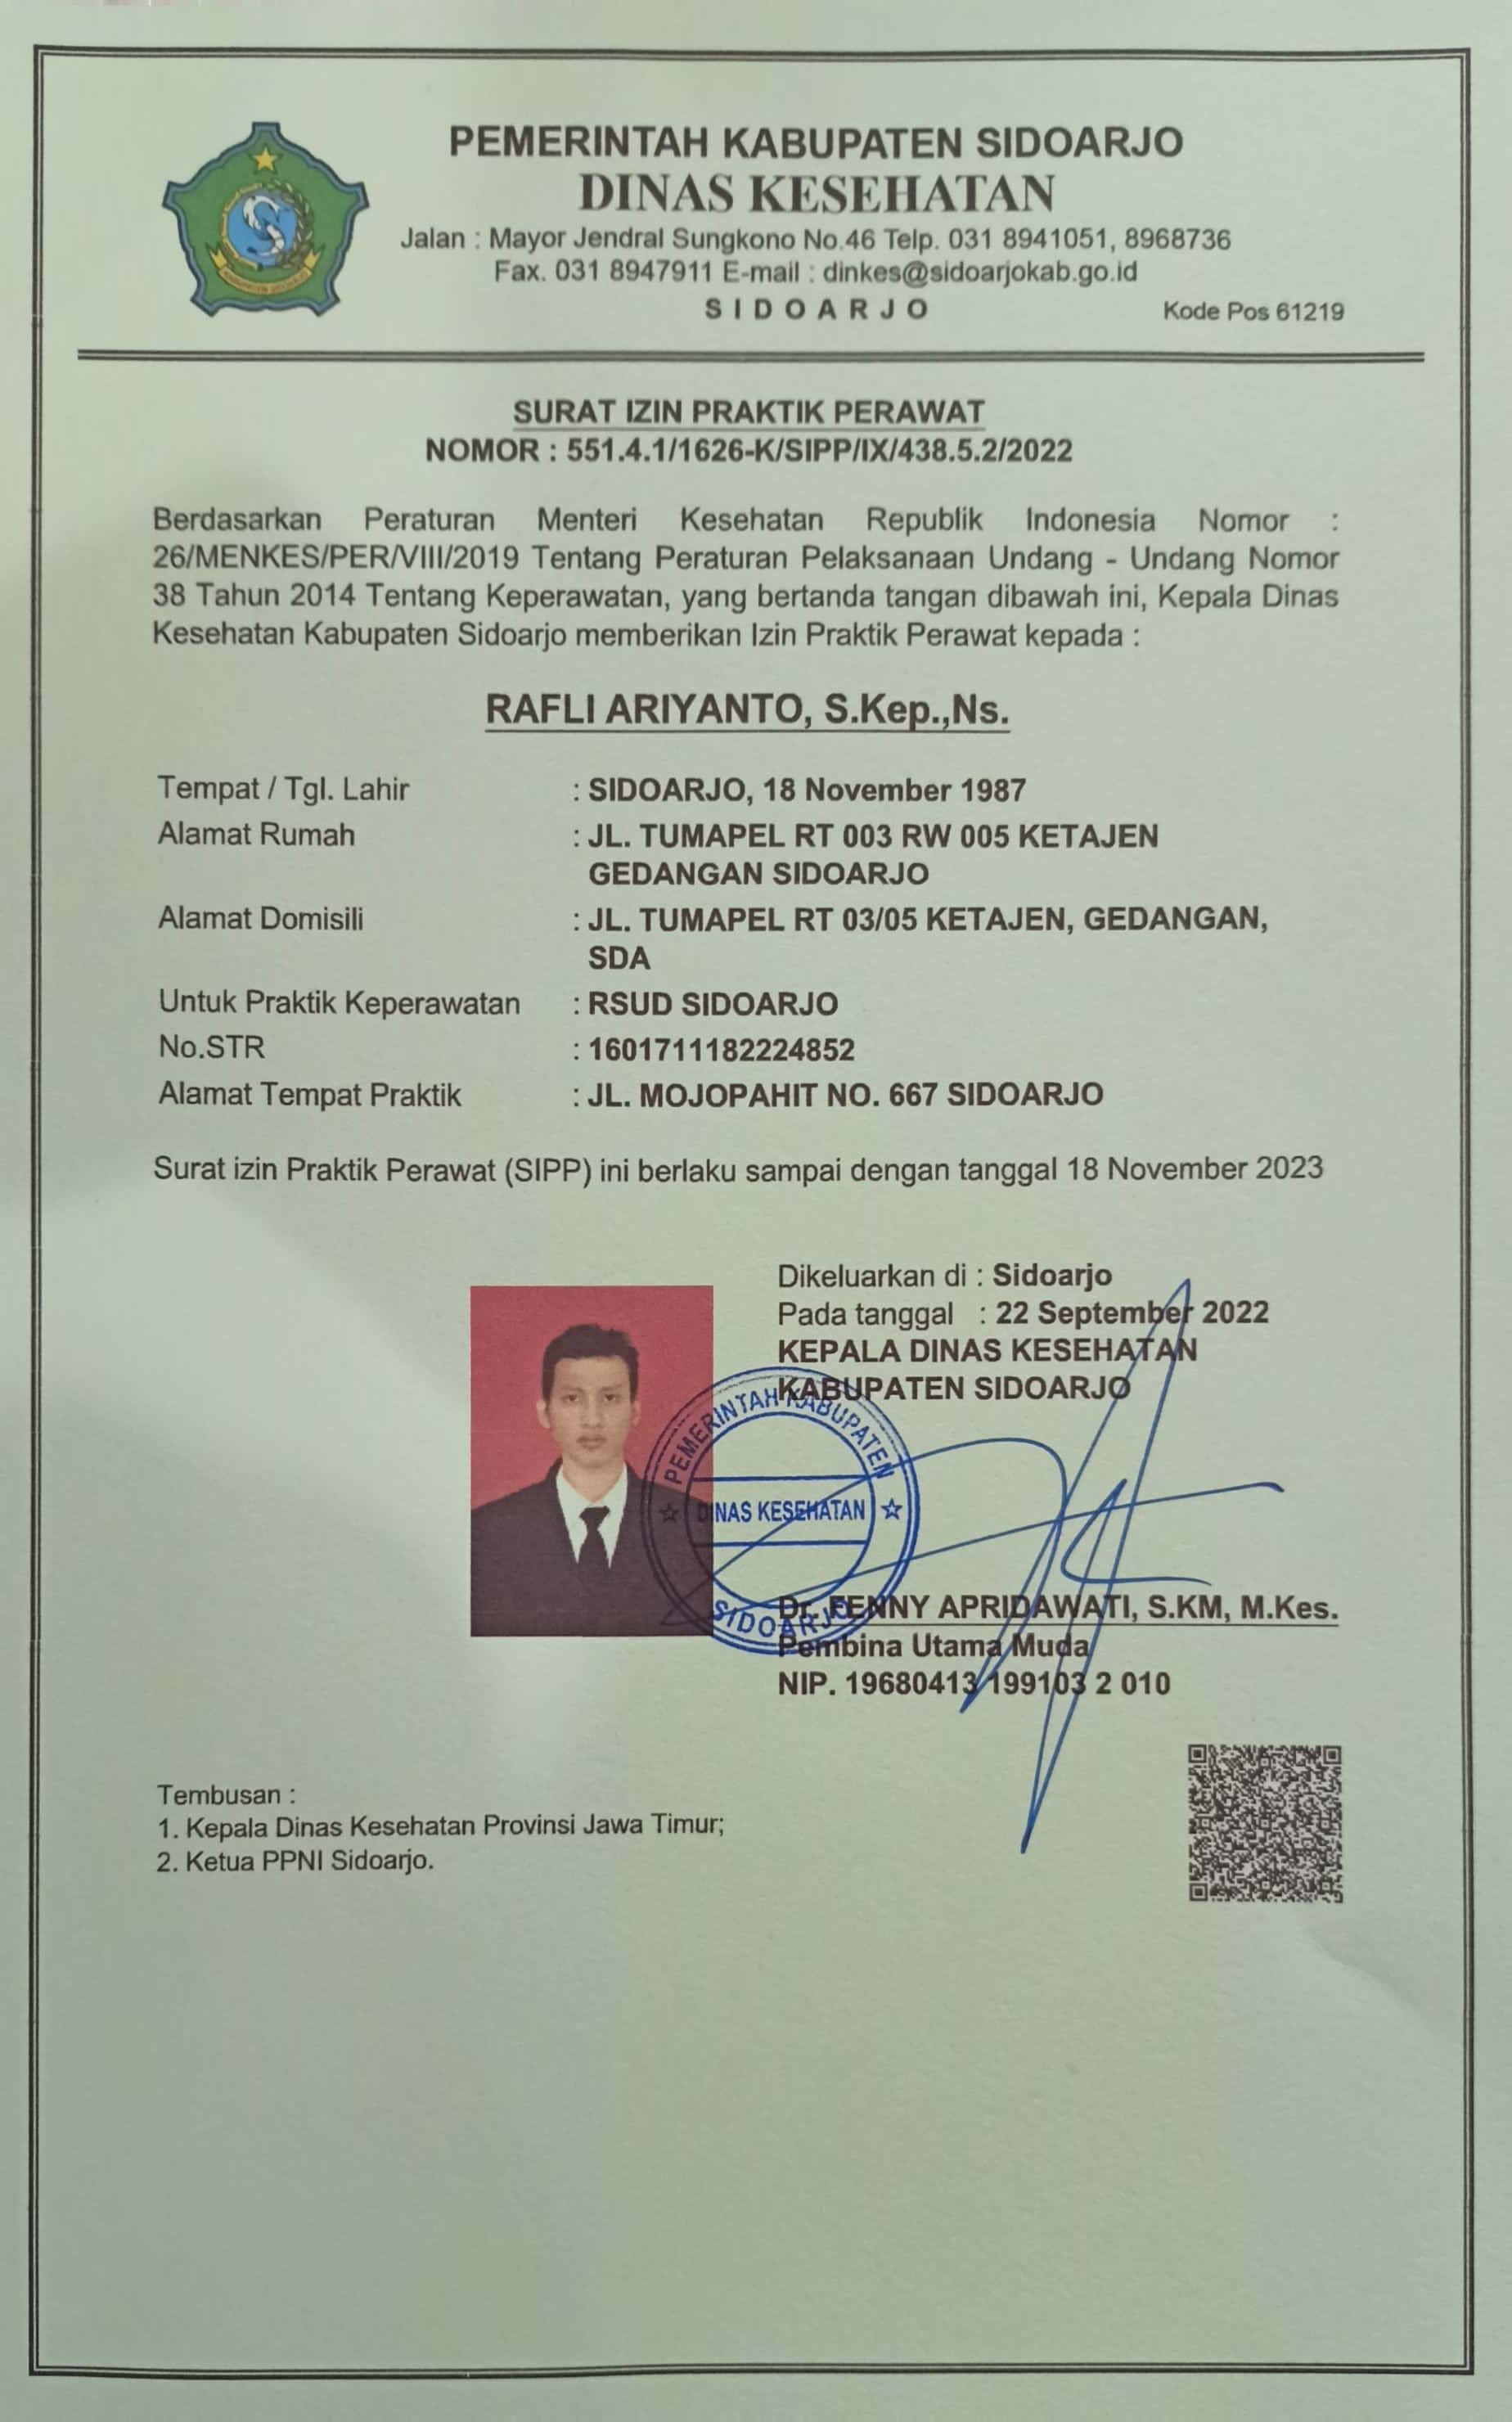 PEMERINTAH KABUPATEN SIDOARJO
DINAS KESEHATAN
Jalan : Mayor Jendral Sungkono No.46 Telp. 031 8941051, 8968736
Fax. 031 8947911 E-mail : dinkes@sidoarjokab.go.id
SIDOARJO Kode Pos 61219
SURAT IZIN PRAKTIK PERAWAT
NOMOR : 551.4.1/1626-K/SIPP/IX/438.5.2/2022
Berdasarkan Peraturan Menteri Kesehatan Republik Indonesia Nomor :
26/MENKES/PER/VIII/2019 Tentang Peraturan Pelaksanaan Undang - Undang Nomor
38 Tahun 2014 Tentang Keperawatan, yang bertanda tangan dibawah ini, Kepala Dinas
Kesehatan Kabupaten Sidoarjo memberikan Izin Praktik Perawat kepada :
RAFLI ARIYANTO, S.Kep.,Ns.
Tempat / Tgl. Lahir : SIDOARJO, 18 November 1987
Alamat Rumah : JL. TUMAPEL RT 003 RW 005 KETAJEN
GEDANGAN SIDOARJO
Alamat Domisili : JL. TUMAPEL RT 03/05 KETAJEN, GEDANGAN,
SDA
Untuk Praktik Keperawatan : RSUD SIDOARJO
No.STR : 1601711182224852
Alamat Tempat Praktik : JL. MOJOPAHIT NO. 667 SIDOARJO
Surat izin Praktik Perawat (SIPP) ini berlaku sampai dengan tanggal 18 November 2023
Dikeluarkan di : Sidoarjo
Pada tanggal : 22 September 2022
KEPALA DINAS KESEHATAN
KABUPATEN SIDOARJO
PEMERINTAH KABUPATEN
DINAS KESEHATAN
SIDOARJO
Dr. FENNY APRIDAWATI, S.KM, M.Kes.
Pembina Utama Muda
NIP. 19680413 199103 2 010
Tembusan :
1. Kepala Dinas Kesehatan Provinsi Jawa Timur;
2. Ketua PPNI Sidoarjo.